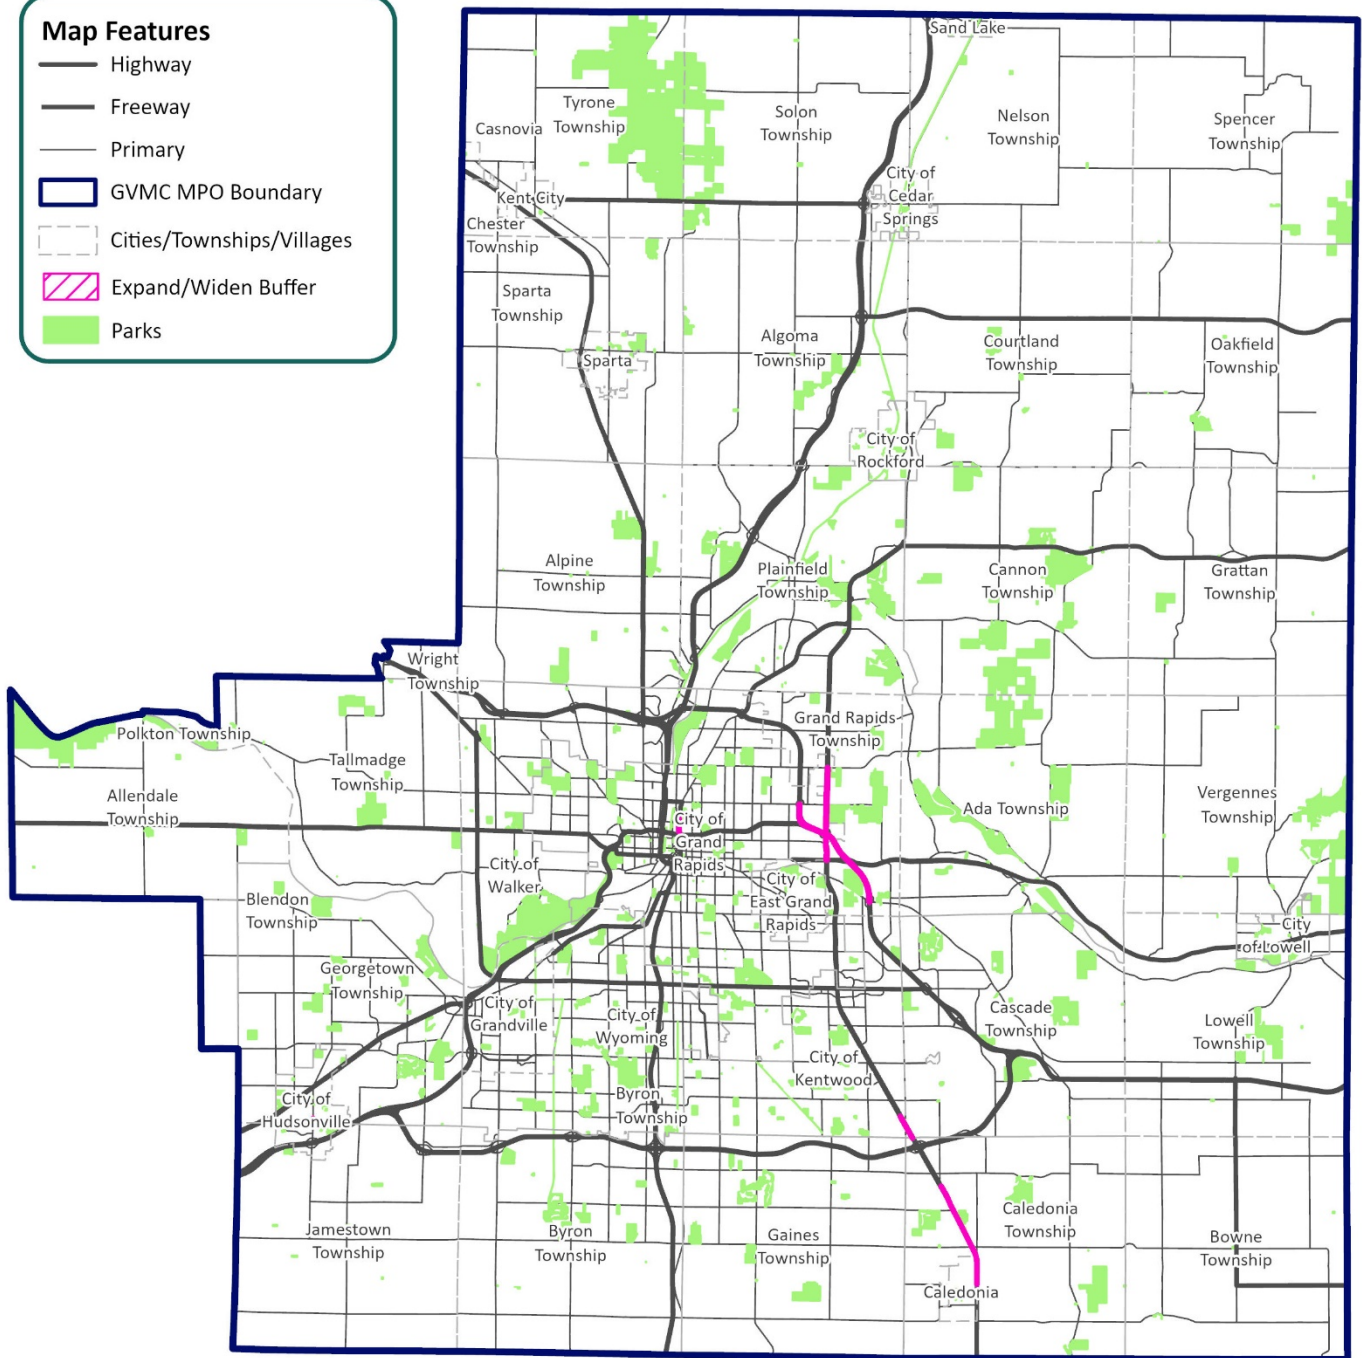 Map Features
Highway
Freeway
Primary
GVMC MPO Boundary
Cities/Townships/Villages
Expand/Widen Buffer
Parks
Sand Lake
Tyrone
Township
Solon
Township
Nelson
Township
Spencer
Township
Casnovia
Kent City
City of
Cedar
Springs
Chester
Township
Sparta
Township
Sparta
Algoma
Township
Courtland
Township
Oakfield
Township
City of
Rockford
Alpine
Township
Plainfield
Township
Cannon
Township
Grattan
Township
Wright
Township
Polkton Township
Tallmadge
Township
Grand Rapids
Township
Allendale
Township
Ada Township
Vergennes
Township
City of
Grand
Rapids
City of
Walker
City of
East Grand
Rapids
Blendon
Township
City
of Lowell
Georgetown
Township
City of
Grandville
City of
Wyoming
Cascade
Township
Lowell
Township
City of
Kentwood
City of
Hudsonville
Byron
Township
Jamestown
Township
Byron
Township
Gaines
Township
Caledonia
Township
Bowne
Township
Caledonia